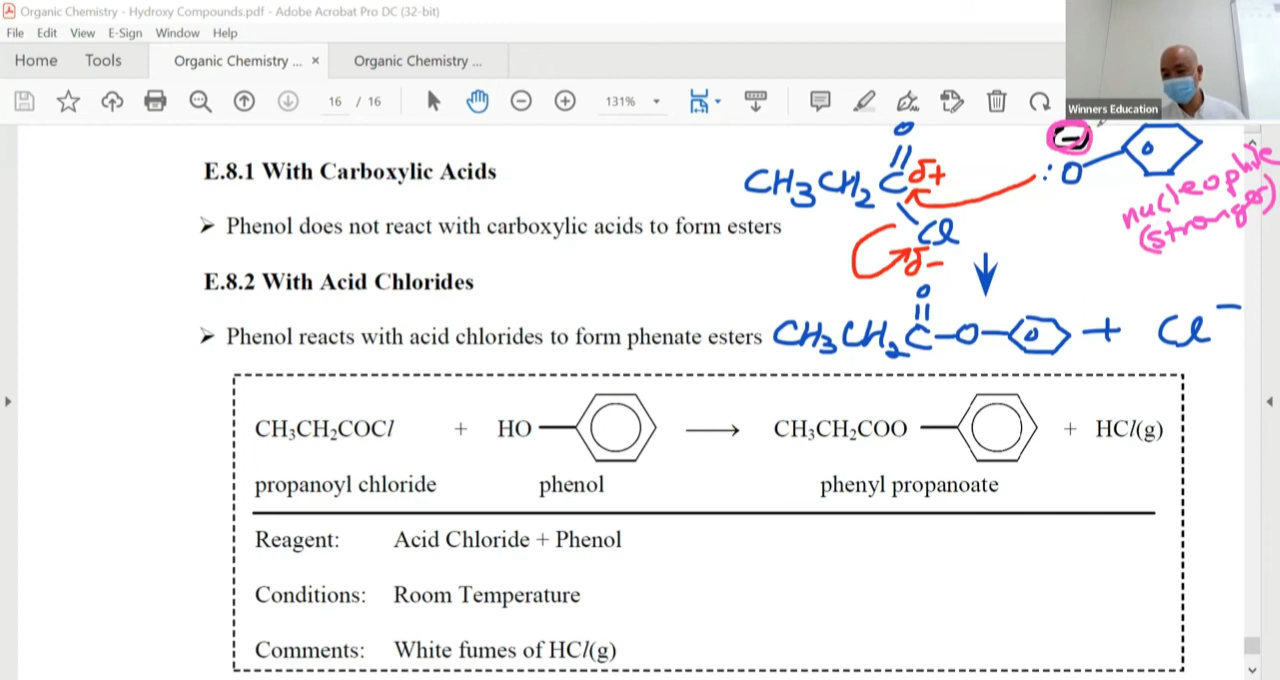 Organic Chemistry - Hydroxy Compounds.pdf - Adobe Acrobat Pro DC (32-bit)
File Edit View E-Sign Window Help
Home Tools Organic Chemistry ... × Organic Chemistry ...
16 / 16 131%
Winners Education
E.8.1 With Carboxylic Acids
O
CH3CH2C δ+ :O
−
nucleophile
(stronger)
➢ Phenol does not react with carboxylic acids to form esters
Cl
δ−
E.8.2 With Acid Chlorides
O
➢ Phenol reacts with acid chlorides to form phenate esters CH3CH2C-O- + Cl⁻
CH₃CH₂COCl + HO CH₃CH₂COO + HCl(g)
propanoyl chloride phenol phenyl propanoate
Reagent: Acid Chloride + Phenol
Conditions: Room Temperature
Comments: White fumes of HCl(g)